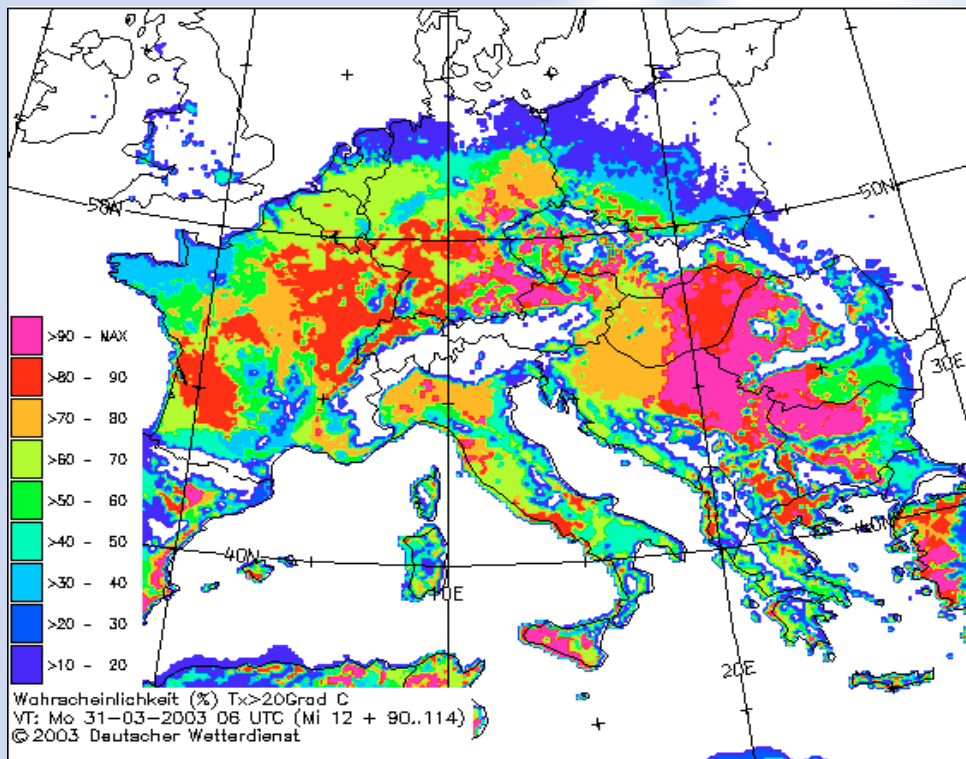 50N
50N
30E
>90 - MAX
>80 - 90
>70 - 80
>60 - 70
>50 - 60
>40 - 50
>30 - 40
>20 - 30
>10 - 20
40N
40N
10E
20E
Wahrscheinlichkeit (%) Tx>20Grad C
VT: Mo 31-03-2003 06 UTC (Mi 12 + 90..114)
© 2003 Deutscher Wetterdienst